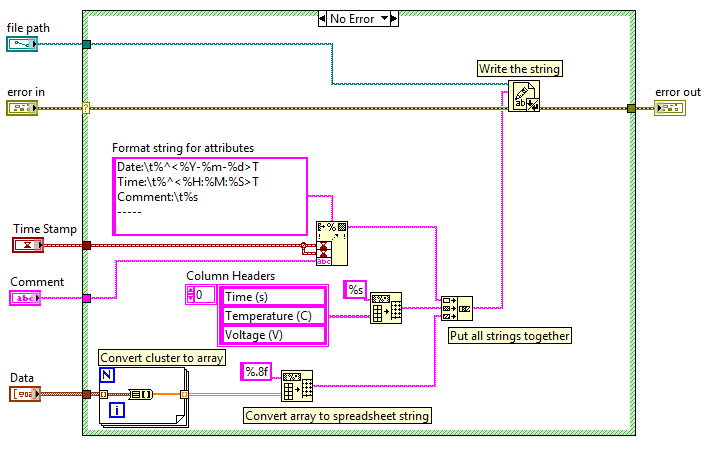 No Error
file path
Write the string
error in
error out
Format string for attributes
Date:\t%^<%Y-%m-%d>T
Time:\t%^<%H:%M:%S>T
Comment:\t%s
-----
Time Stamp
abc
Comment
abc
Column Headers
0
Time (s)
Temperature (C)
Voltage (V)
%s
Put all strings together
Convert cluster to array
N
i
Data
%.8f
Convert array to spreadsheet string